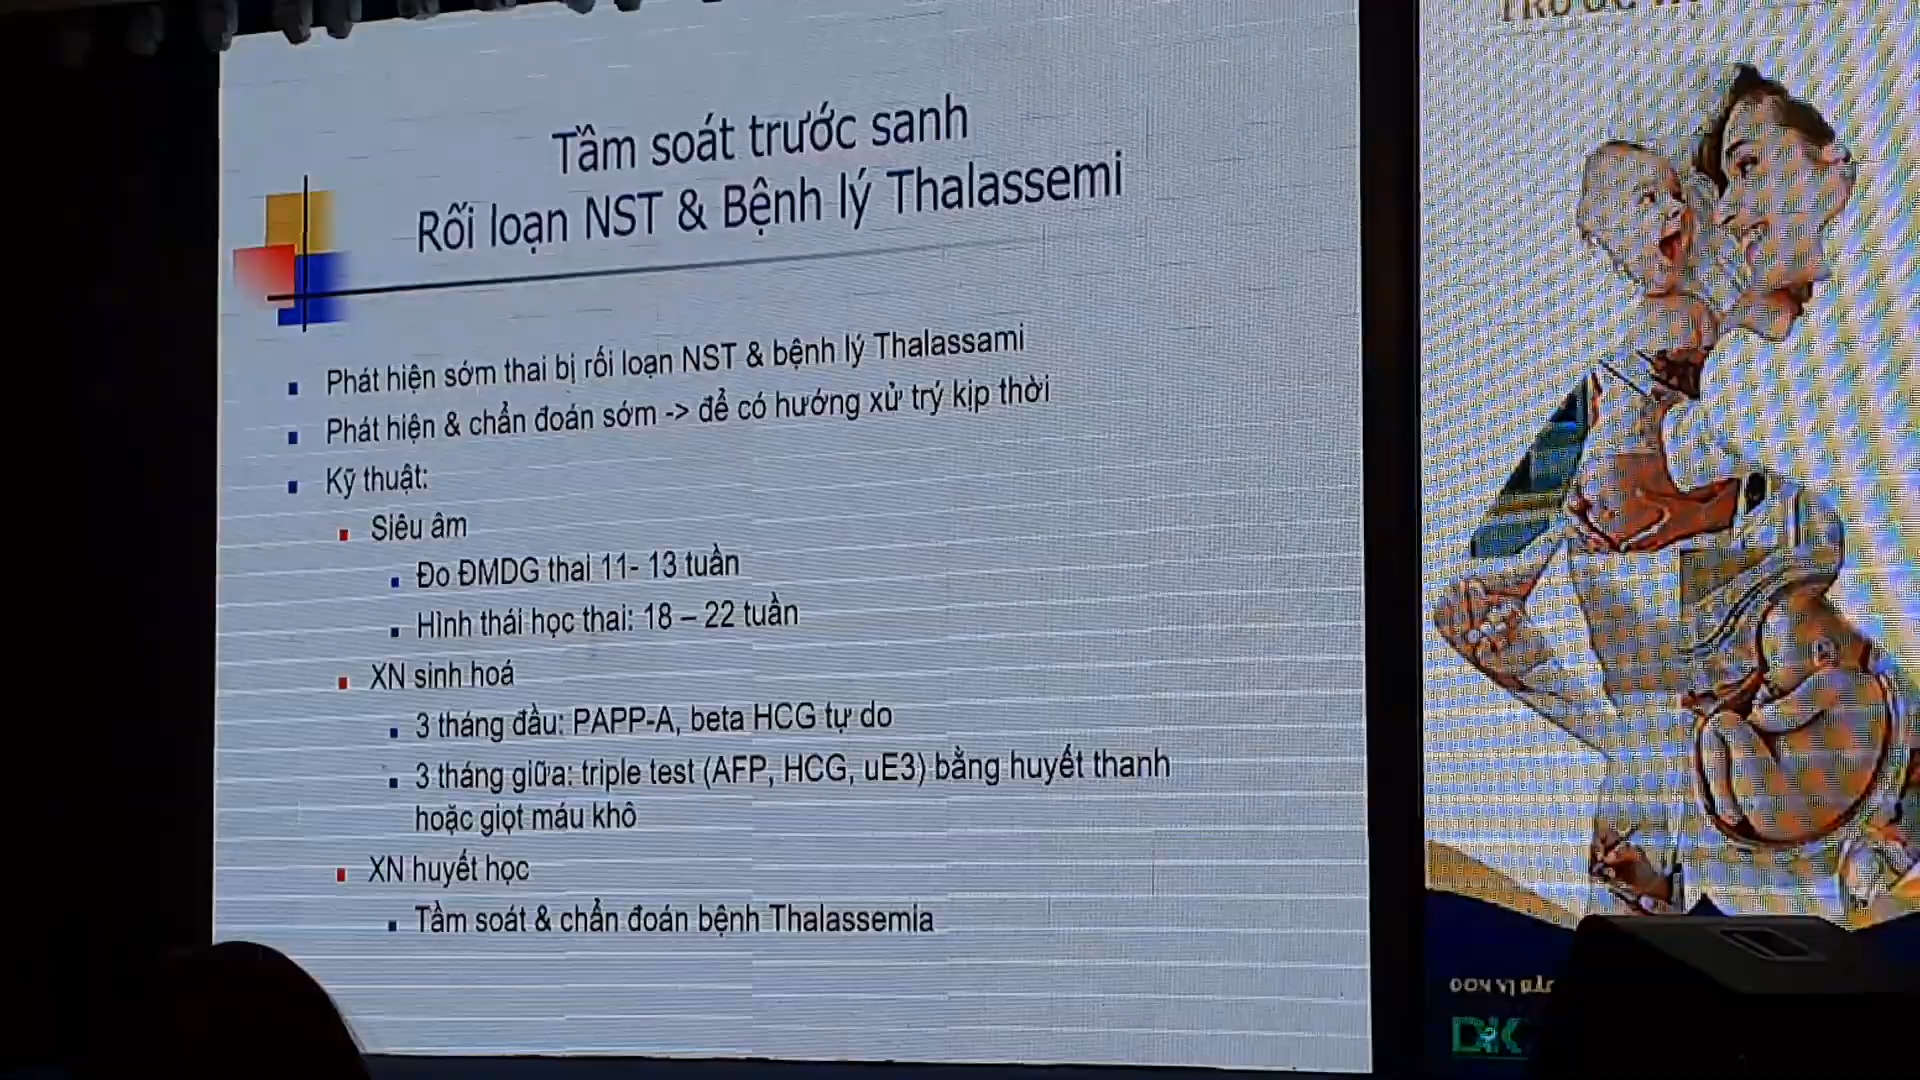 Tầm soát trước sanh
Rối loạn NST & Bệnh lý Thalassemi
Phát hiện sớm thai bị rối loạn NST & bệnh lý Thalassami
Phát hiện & chẩn đoán sớm -> để có hướng xử trý kịp thời
Kỹ thuật:
Siêu âm
Đo ĐMDG thai 11- 13 tuần
Hình thái học thai: 18 – 22 tuần
XN sinh hoá
3 tháng đầu: PAPP-A, beta HCG tự do
3 tháng giữa: triple test (AFP, HCG, uE3) bằng huyết thanh
hoặc giọt máu khô
XN huyết học
Tầm soát & chẩn đoán bệnh Thalassemia
ĐƠN VỊ